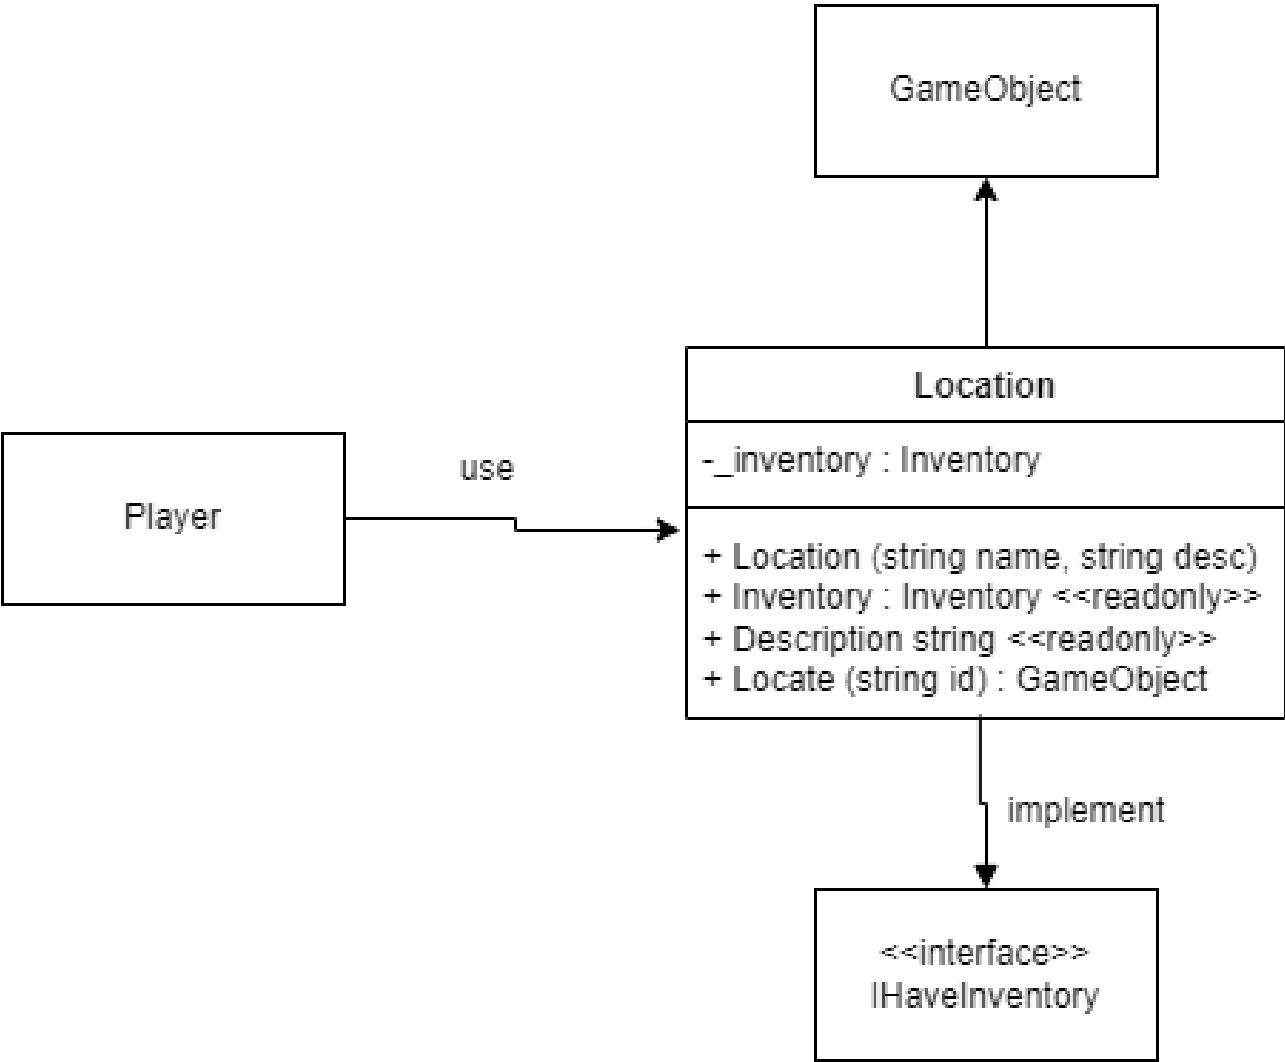 GameObject
Location
-_inventory : Inventory
use
Player
+ Location (string name, string desc)
+ Inventory : Inventory <<readonly>>
+ Description string <<readonly>>
+ Locate (string id) : GameObject
implement
<<interface>>
IHaveInventory